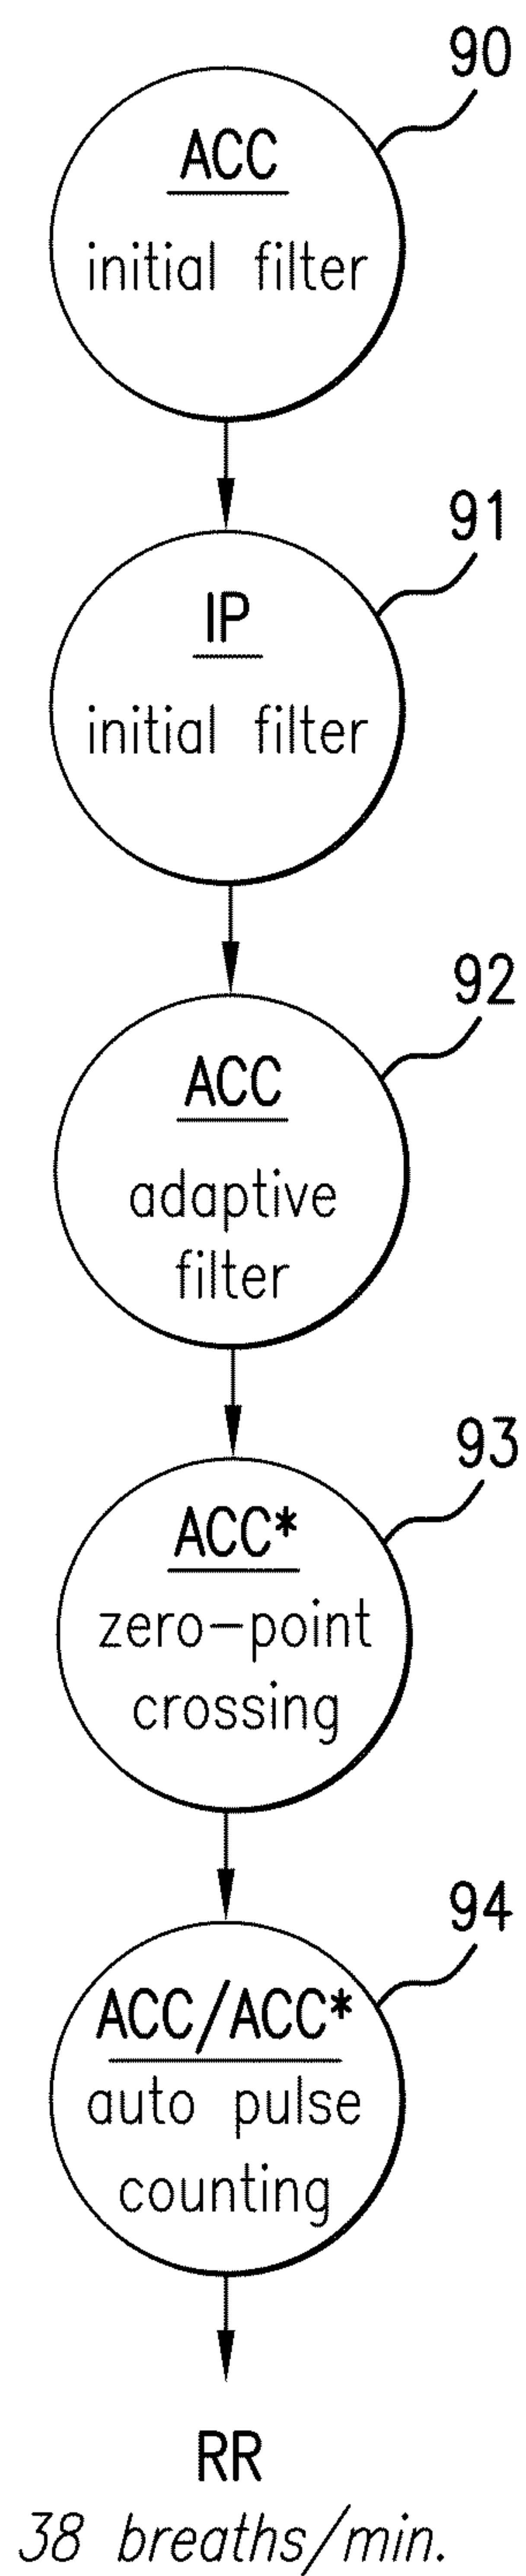 90
ACC
initial filter
91
IP
initial filter
92
ACC
adaptive
filter
93
ACC*
zero-point
crossing
94
ACC/ACC*
auto pulse
counting
RR
38 breaths/min.